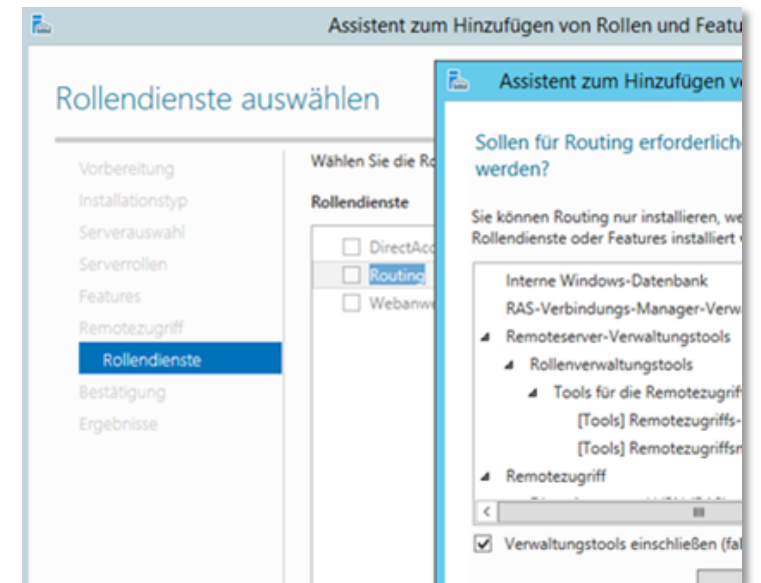 Assistent zum Hinzufügen von Rollen und Featu
Rollendienste auswählen
Vorbereitung
Installationstyp
Serverauswahl
Serverrollen
Features
Remotezugriff
Rollendienste
Bestätigung
Ergebnisse
Wählen Sie die Ro
Rollendienste
DirectAcc
Routing
Webanwe
Assistent zum Hinzufügen v
Sollen für Routing erforderlich
werden?
Sie können Routing nur installieren, we
Rollendienste oder Features installiert
Interne Windows-Datenbank
RAS-Verbindungs-Manager-Verw
Remoteserver-Verwaltungstools
Rollenverwaltungstools
Tools für die Remotezugrif
[Tools] Remotezugriffs-
[Tools] Remotezugriffsr
Remotezugriff
Verwaltungstools einschließen (fal